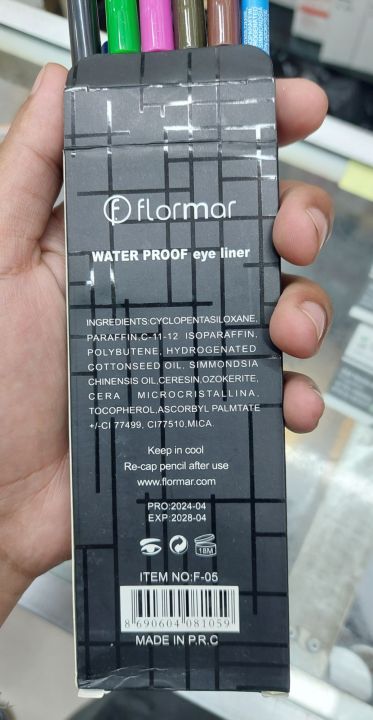 flormar
WATER PROOF eye liner
INGREDIENTS:CYCLOPENTASILOXANE,
PARAFFIN,C-11-12 ISOPARAFFIN,
POLYBUTENE, HYDROGENATED
COTTONSEED OIL, SIMMONDSIA
CHINENSIS OIL,CERESIN,OZOKERITE,
CERA MICROCRISTALLINA,
TOCOPHEROL,ASCORBYL PALMTATE
+/-CI 77499, CI77510,MICA.
Keep in cool
Re-cap pencil after use
www.flormar.com
PRO:2024-04
EXP:2028-04
18M
ITEM NO:F-05
8 690604 081059
MADE IN P.R.C